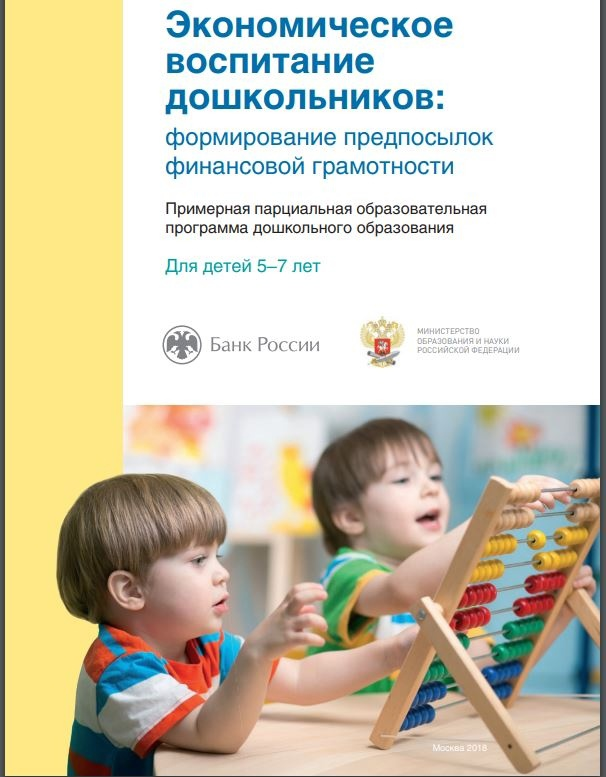 Экономическое
воспитание
дошкольников:
формирование предпосылок
финансовой грамотности
Примерная парциальная образовательная
программа дошкольного образования
Для детей 5–7 лет
Банк России
МИНИСТЕРСТВО
ОБРАЗОВАНИЯ И НАУКИ
РОССИЙСКОЙ ФЕДЕРАЦИИ
Москва 2018